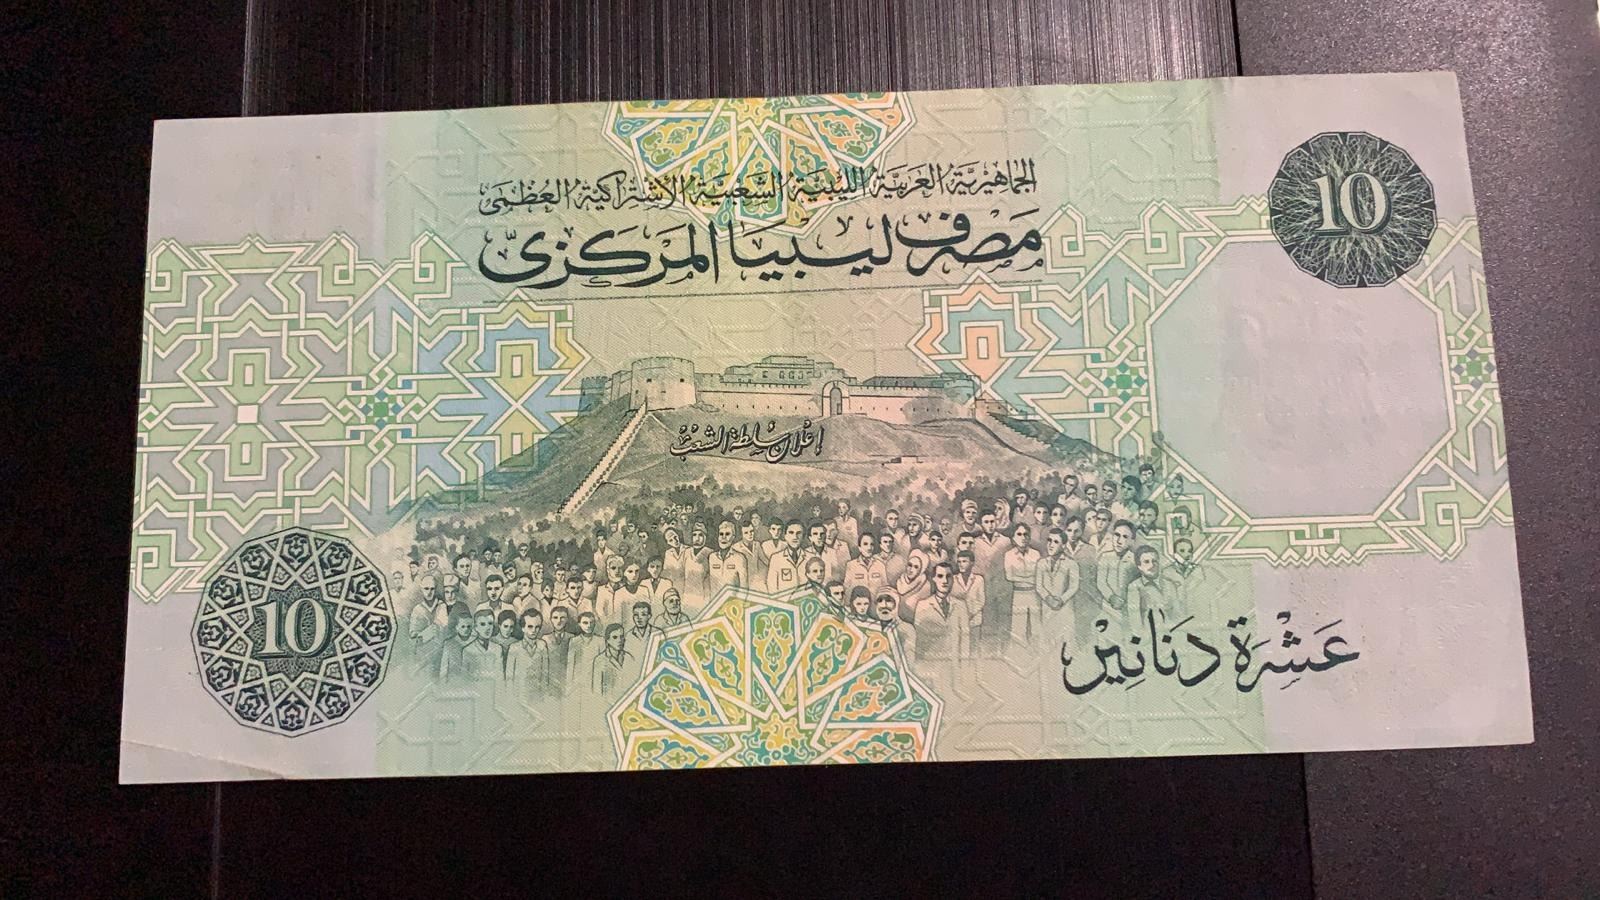 الجماهيرية العربية الليبية الشعبية الاشتراكية العظمى
مصرف ليبيا المركزي
10
إعلان سلطة الشعب
10
عشرة دنانير